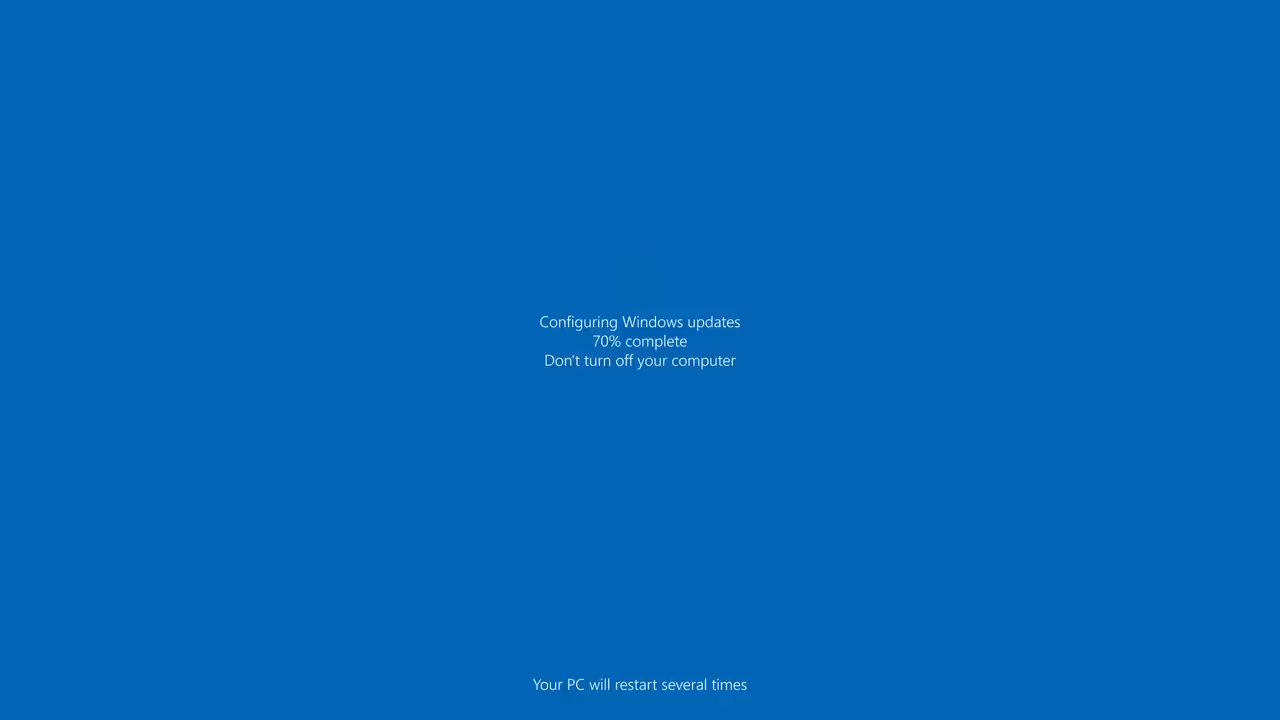 Configuring Windows updates
70% complete
Don't turn off your computer
Your PC will restart several times